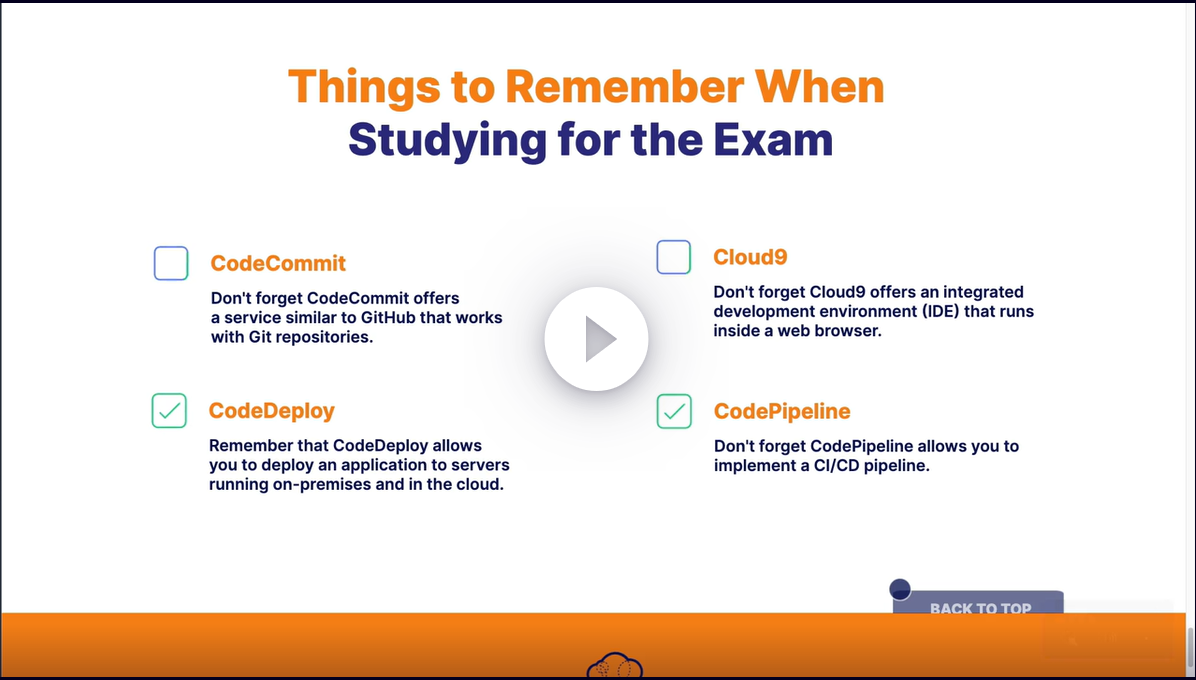 Things to Remember When
Studying for the Exam
CodeCommit
Don't forget CodeCommit offers
a service similar to GitHub that works
with Git repositories.
Cloud9
Don't forget Cloud9 offers an integrated
development environment (IDE) that runs
inside a web browser.
CodeDeploy
Remember that CodeDeploy allows
you to deploy an application to servers
running on-premises and in the cloud.
CodePipeline
Don't forget CodePipeline allows you to
implement a CI/CD pipeline.
BACK TO TOP